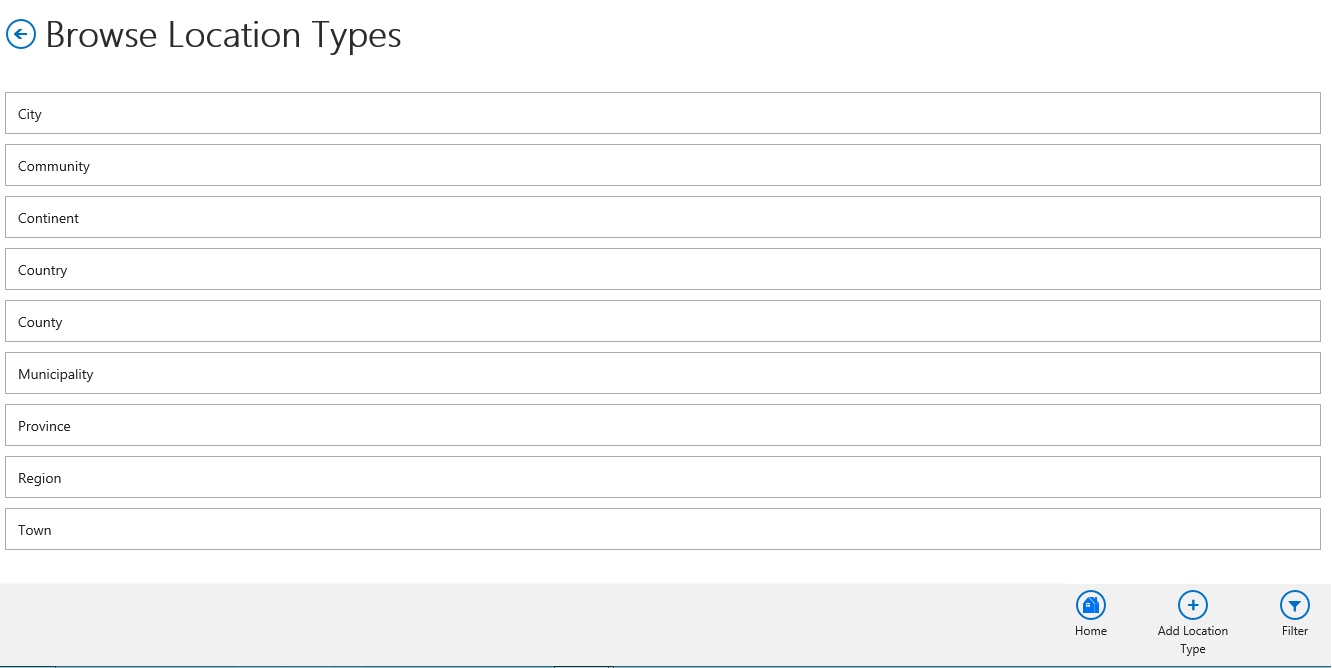 Browse Location Types
City
Community
Continent
Country
County
Municipality
Province
Region
Town
Home
Add Location
Type
Filter